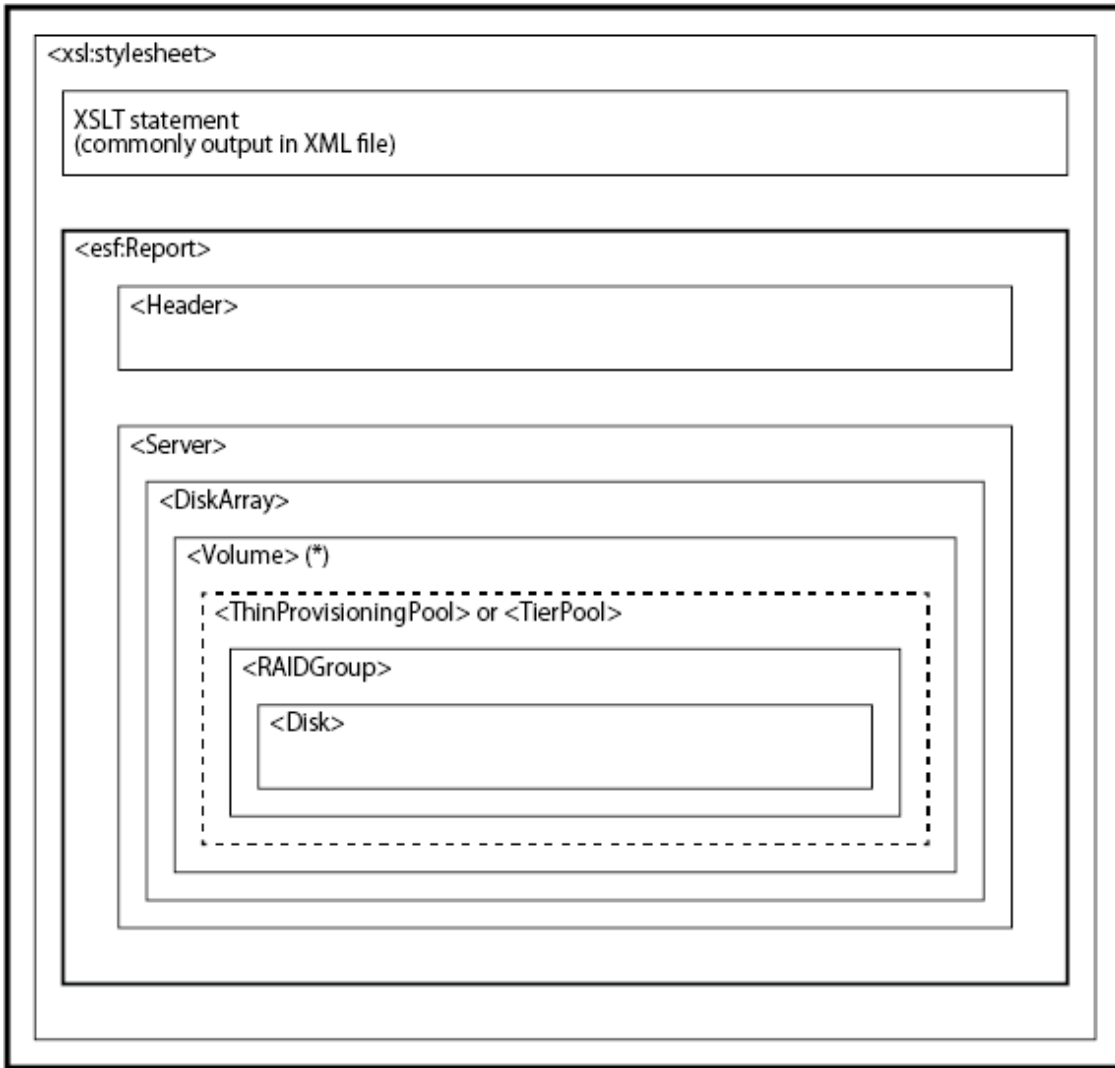 <xsl:stylesheet>
XSLT statement
(commonly output in XML file)
<esf:Report>
<Header>
<Server>
<DiskArray>
<Volume> (*)
<ThinProvisioningPool> or <TierPool>
<RAIDGroup>
<Disk>